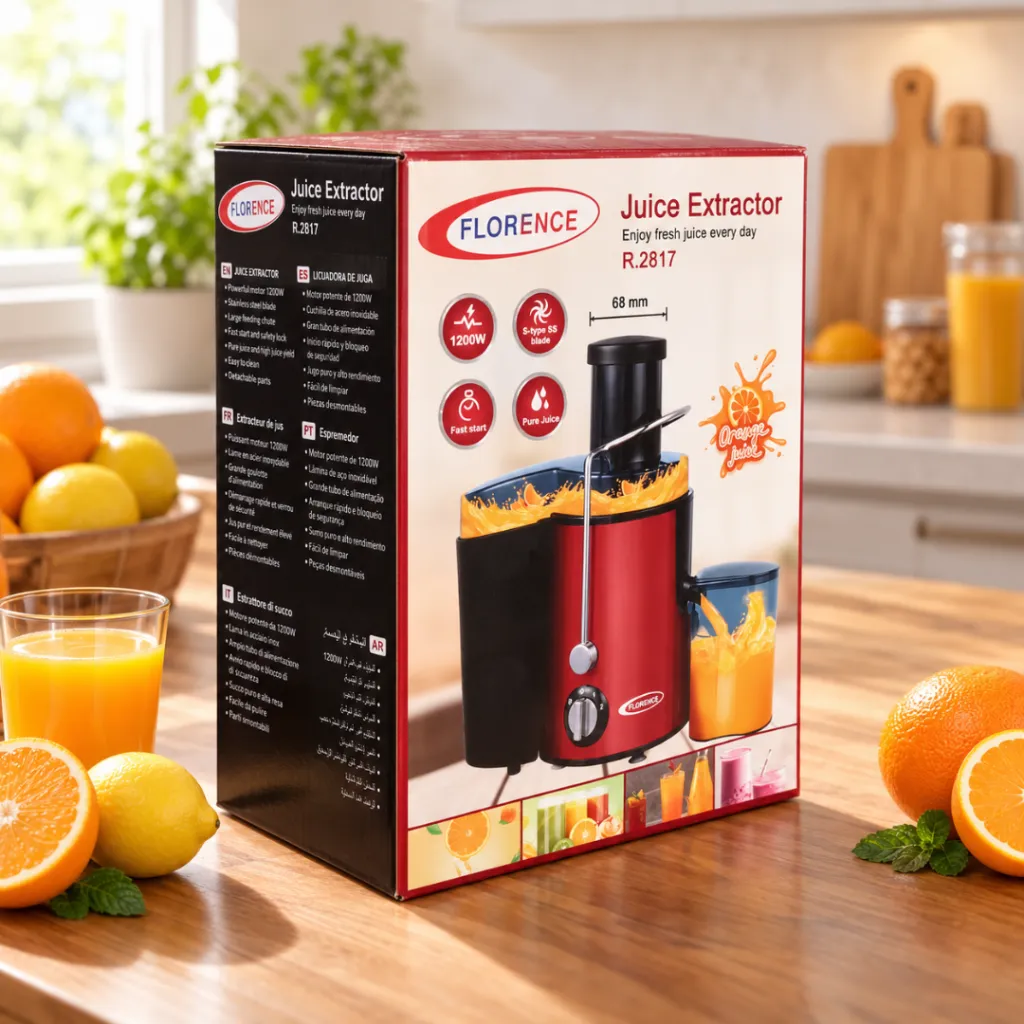 FLORENCE
Juice Extractor
Enjoy fresh juice every day
R.2817
EN JUICE EXTRACTOR
• Powerful motor 1200W
• Stainless steel blade
• Large feeding chute
• Fast start and safety lock
• Pure juice and high juice yield
• Easy to clean
• Detachable parts
ES LICUADORA DE JUGA
• Motor potente de 1200W
• Cuchilla de acero inoxidable
• Gran tubo de alimentación
• Inicio rápido y bloqueo
de seguridad
• Jugo puro y alto rendimiento
• Fácil de limpiar
• Piezas desmontables
FR Extracteur de jus
• Puissant moteur 1200W
• Lame en acier inoxydable
• Grande goulotte
d'alimentation
• Démarrage rapide et verrou
de sécurité
• Jus pur et rendement élevé
• Facile à nettoyer
• Pièces démontables
PT Espremedor
• Motor potente de 1200W
• Lâmina de aço inoxidável
• Grande tubo de alimentação
• Arranque rápido e bloqueio
de segurança
• Sumo puro e alto rendimento
• Fácil de limpar
• Peças desmontáveis
IT Estrattore di succo
• Motore potente da 1200W
• Lama in acciaio inox
• Ampio tubo di alimentazione
• Avvio rapido e blocco di
sicurezza
• Succo puro e alta resa
• Facile da pulire
• Parti smontabili
AR
1200W
FLORENCE
Juice Extractor
Enjoy fresh juice every day
R.2817
68 mm
1200W
S-type SS
blade
Fast start
Pure Juice
Orange
juice
FLORENCE